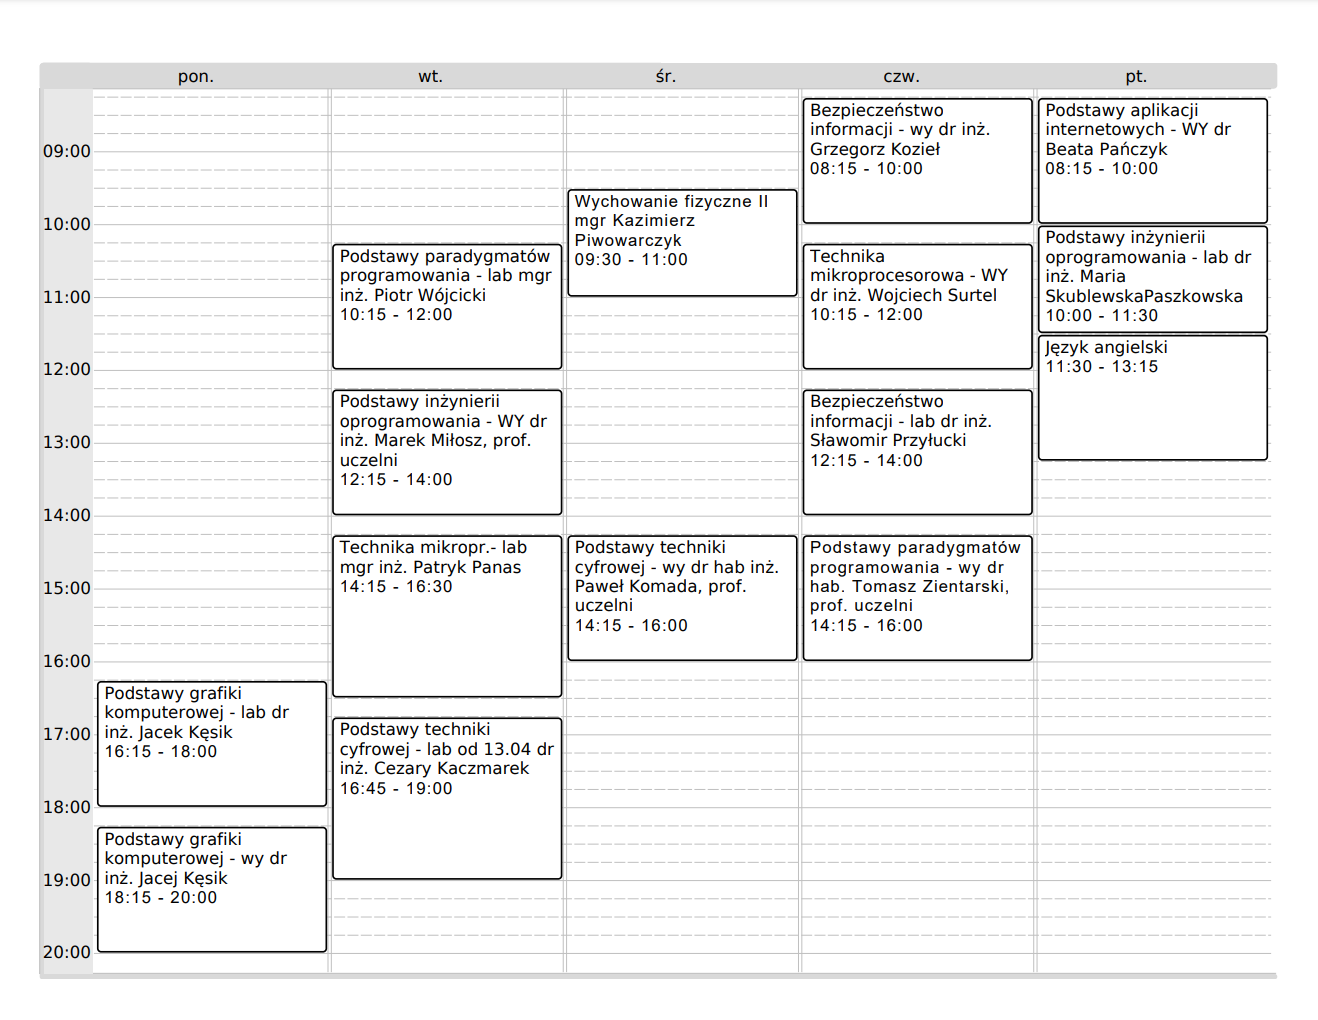 pon.
wt.
śr.
czw.
pt.
09:00
10:00
11:00
12:00
13:00
14:00
15:00
16:00
17:00
18:00
19:00
20:00
Podstawy grafiki
komputerowej - lab dr
inż. Jacek Kęsik
16:15 - 18:00
Podstawy grafiki
komputerowej - wy dr
inż. Jacej Kęsik
18:15 - 20:00
Podstawy paradygmatów
programowania - lab mgr
inż. Piotr Wójcicki
10:15 - 12:00
Podstawy inżynierii
oprogramowania - WY dr
inż. Marek Miłosz, prof.
uczelni
12:15 - 14:00
Technika mikropr.- lab
mgr inż. Patryk Panas
14:15 - 16:30
Podstawy techniki
cyfrowej - lab od 13.04 dr
inż. Cezary Kaczmarek
16:45 - 19:00
Wychowanie fizyczne II
mgr Kazimierz
Piwowarczyk
09:30 - 11:00
Podstawy techniki
cyfrowej - wy dr hab inż.
Paweł Komada, prof.
uczelni
14:15 - 16:00
Bezpieczeństwo
informacji - wy dr inż.
Grzegorz Kozieł
08:15 - 10:00
Technika
mikroprocesorowa - WY
dr inż. Wojciech Surtel
10:15 - 12:00
Bezpieczeństwo
informacji - lab dr inż.
Sławomir Przyłucki
12:15 - 14:00
Podstawy paradygmatów
programowania - wy dr
hab. Tomasz Zientarski,
prof. uczelni
14:15 - 16:00
Podstawy aplikacji
internetowych - WY dr
Beata Pańczyk
08:15 - 10:00
Podstawy inżynierii
oprogramowania - lab dr
inż. Maria
SkublewskaPaszkowska
10:00 - 11:30
Język angielski
11:30 - 13:15